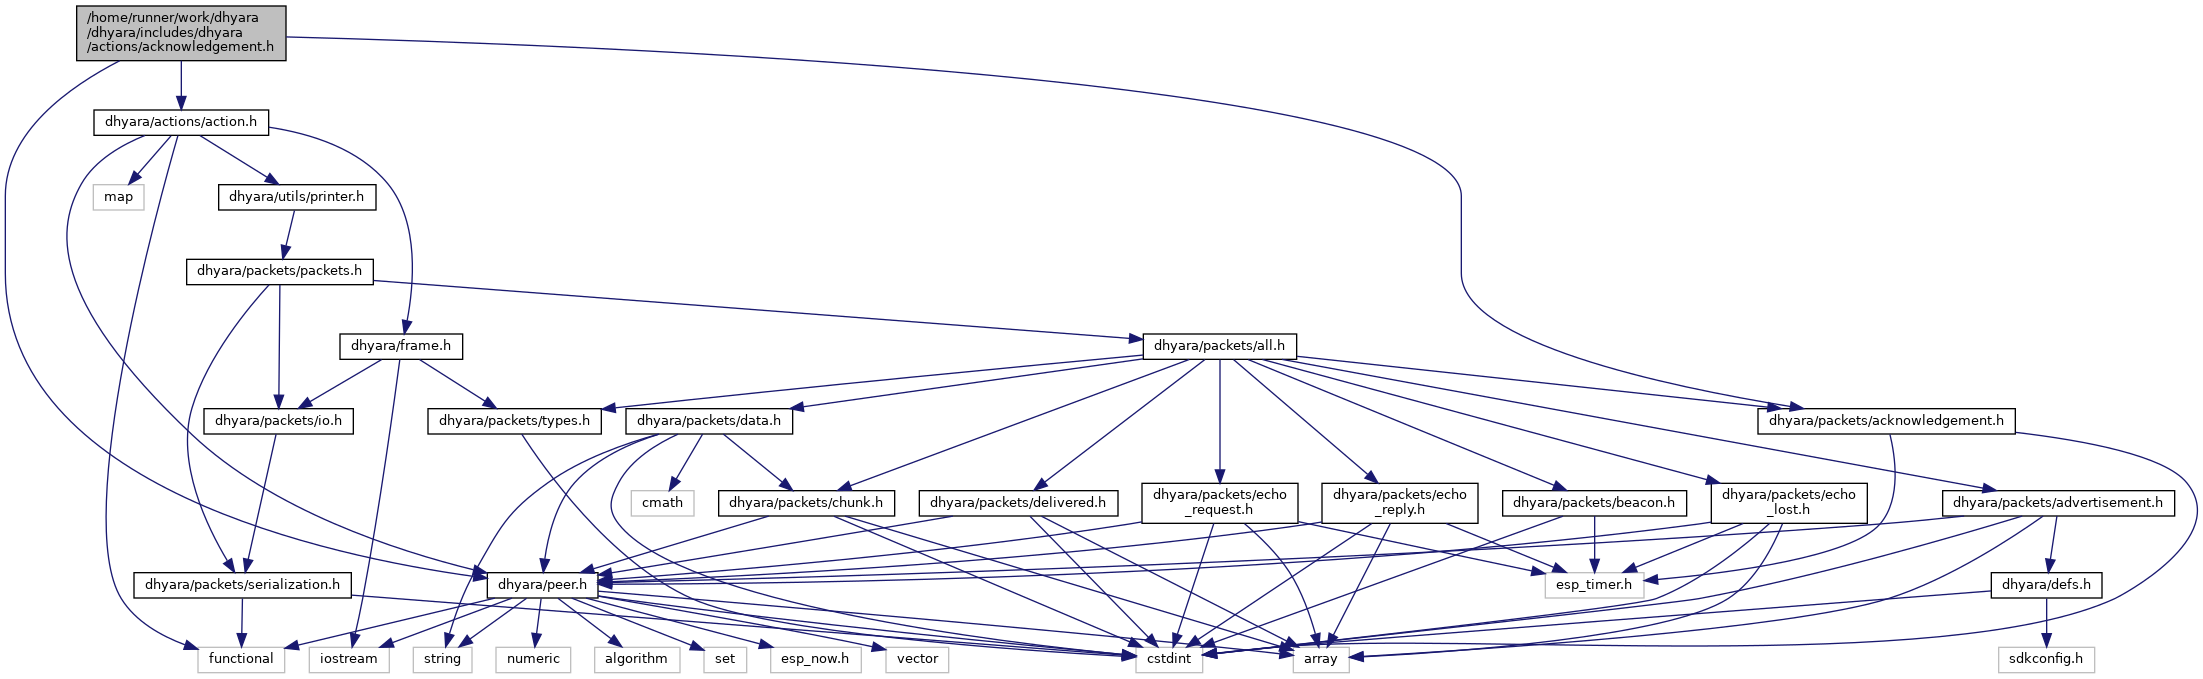 /home/runner/work/dhyara
/dhyara/includes/dhyara
/actions/acknowledgement.h
dhyara/actions/action.h
map
dhyara/utils/printer.h
dhyara/packets/packets.h
dhyara/frame.h
dhyara/packets/all.h
dhyara/packets/io.h
dhyara/packets/types.h
dhyara/packets/data.h
dhyara/packets/acknowledgement.h
cmath
dhyara/packets/chunk.h
dhyara/packets/delivered.h
dhyara/packets/echo
_request.h
dhyara/packets/echo
_reply.h
dhyara/packets/beacon.h
dhyara/packets/echo
_lost.h
dhyara/packets/advertisement.h
dhyara/packets/serialization.h
dhyara/peer.h
esp_timer.h
dhyara/defs.h
functional
iostream
string
numeric
algorithm
set
esp_now.h
vector
cstdint
array
sdkconfig.h